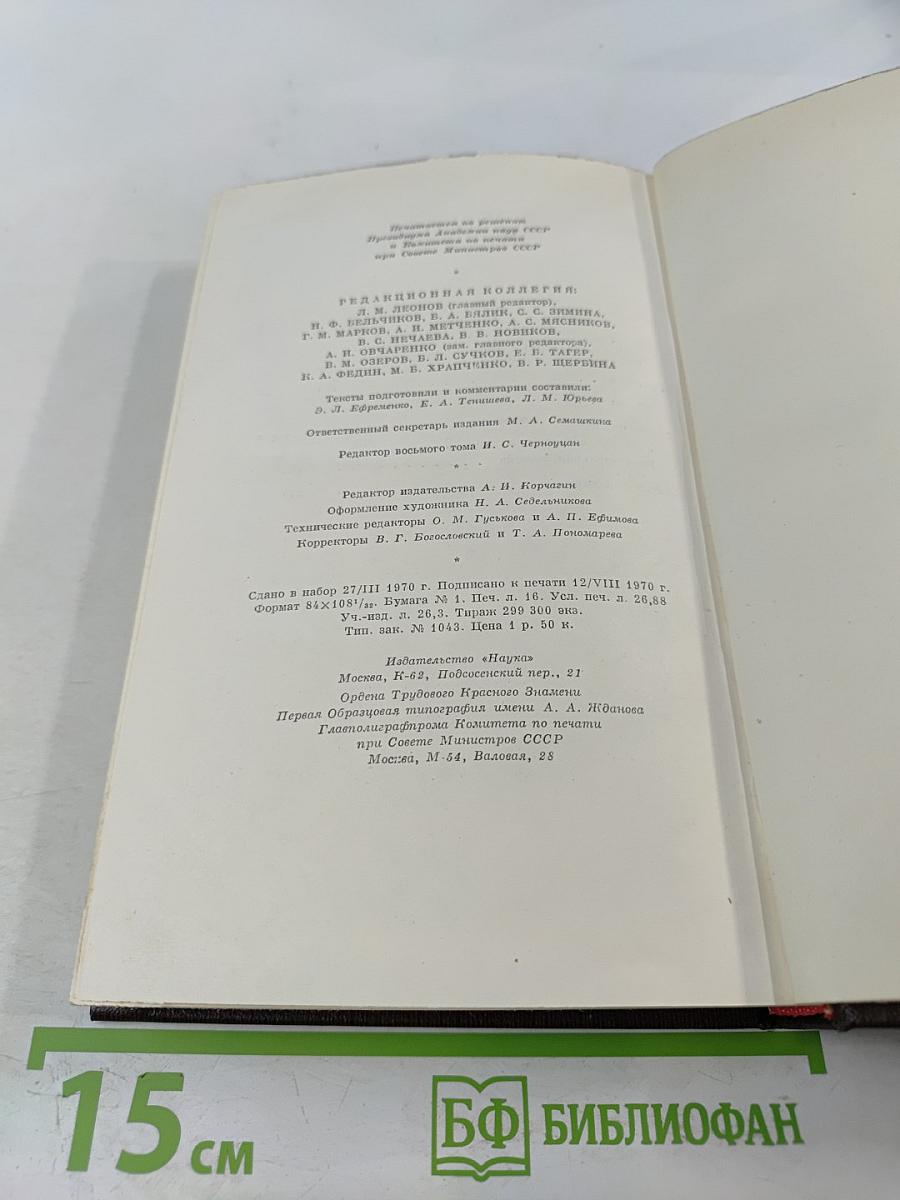 Печатается по решению
Президиума Академии наук СССР
и Комитета по печати
при Совете Министров СССР
*
РЕДАКЦИОННАЯ КОЛЛЕГИЯ:
Л. М. ЛЕОНОВ (главный редактор),
Н. Ф. БЕЛЬЧИКОВ, Б. А. БЯЛИК, С. С. ЗИМИНА,
Г. М. МАРКОВ, А. И. МЕТЧЕНКО, А. С. МЯСНИКОВ,
В. С. НЕЧАЕВА, В. В. НОВИКОВ,
А. И. ОВЧАРЕНКО (зам. главного редактора),
В. М. ОЗЕРОВ, Б. Л. СУЧКОВ, Е. Б. ТАГЕР,
К. А. ФЕДИН, М. Б. ХРАПЧЕНКО, В. Р. ЩЕРБИНА
Тексты подготовили и комментарии составили:
Э. Л. Ефременко, Е. А. Тенишева, Л. М. Юрьева
Ответственный секретарь издания М. А. Семашкина
Редактор восьмого тома И. С. Черноуцан
*
Редактор издательства А. И. Корчагин
Оформление художника Н. А. Седельникова
Технические редакторы О. М. Гуськова и А. П. Ефимова
Корректоры В. Г. Богословский и Т. А. Пономарева
*
Сдано в набор 27/III 1970 г. Подписано к печати 12/VIII 1970 г.
Формат 84×108¹/₃₂. Бумага № 1. Печ. л. 16. Усл. печ. л. 26,88
Уч.-изд. л. 26,3. Тираж 299 300 экз.
Тип. зак. № 1043. Цена 1 р. 50 к.
Издательство «Наука»
Москва, К-62, Подсосенский пер., 21
Ордена Трудового Красного Знамени
Первая Образцовая типография имени А. А. Жданова
Главполиграфпрома Комитета по печати
при Совете Министров СССР
Москва, М-54, Валовая, 28
15 см
БФ БИБЛИОФАН